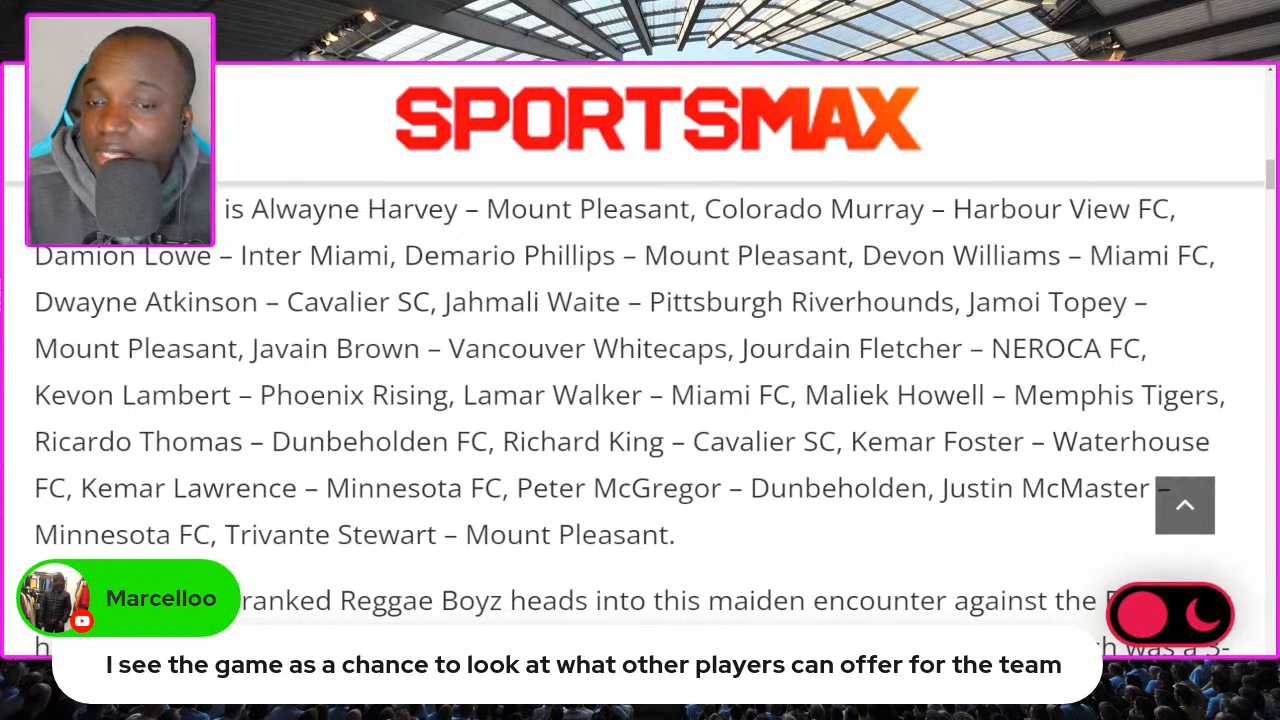 SPORTSMAX
is Alwayne Harvey – Mount Pleasant, Colorado Murray – Harbour View FC,
Damion Lowe – Inter Miami, Demario Phillips – Mount Pleasant, Devon Williams – Miami FC,
Dwayne Atkinson – Cavalier SC, Jahmali Waite – Pittsburgh Riverhounds, Jamoi Topey –
Mount Pleasant, Javain Brown – Vancouver Whitecaps, Jourdain Fletcher – NEROCA FC,
Kevon Lambert – Phoenix Rising, Lamar Walker – Miami FC, Maliek Howell – Memphis Tigers,
Ricardo Thomas – Dunbeholden FC, Richard King – Cavalier SC, Kemar Foster – Waterhouse
FC, Kemar Lawrence – Minnesota FC, Peter McGregor – Dunbeholden, Justin McMaster –
Minnesota FC, Trivante Stewart – Mount Pleasant.
ranked Reggae Boyz heads into this maiden encounter against the
was a 3-
Marcelloo
I see the game as a chance to look at what other players can offer for the team